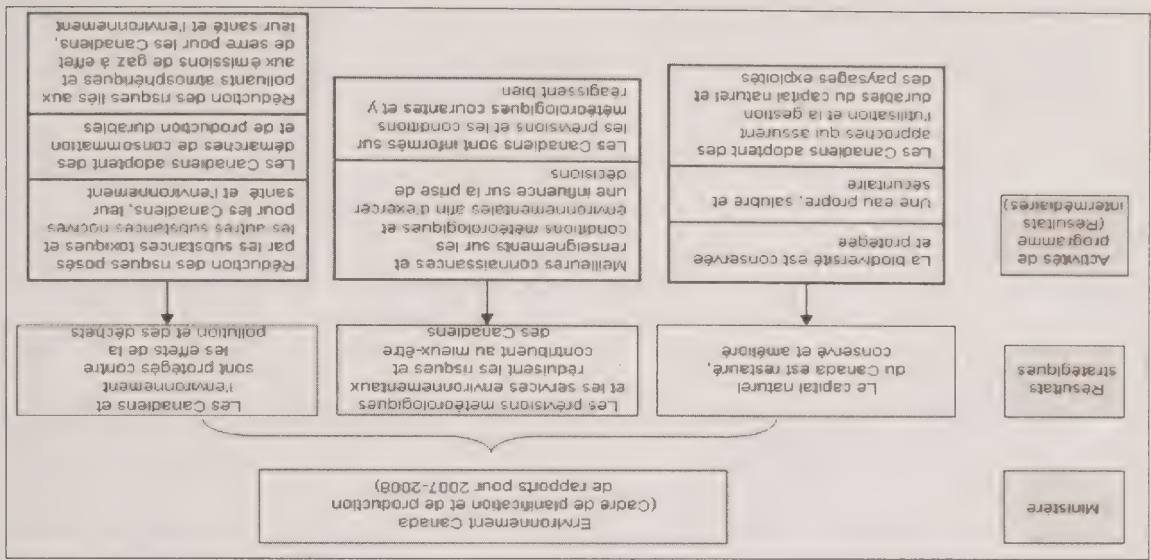 Ministère
Environnement Canada
(Cadre de planification et de production
de rapports pour 2007-2008)
Résultats
stratégiques
Le capital naturel
du Canada est restauré,
conservé et amélioré
Les prévisions météorologiques
et les services environnementaux
réduisent les risques et
contribuent au mieux-être
des Canadiens
Les Canadiens et
l'environnement
sont protégés contre
les effets de la
pollution et des déchets
Activités de
programme
(Résultats
intermédiaires)
La biodiversité est conservée
et protégée
Une eau propre, salubre et
sécuritaire
Les Canadiens adoptent des
approches qui assurent
l'utilisation et la gestion
durables du capital naturel et
des paysages exploités
Meilleures connaissances et
renseignements sur les
conditions météorologiques et
environnementales afin d'exercer
une influence sur la prise de
décisions
Les Canadiens sont informés sur
les prévisions et les conditions
météorologiques courantes et y
réagissent bien
Réduction des risques posés
par les substances toxiques et
les autres substances nocives
pour les Canadiens, leur
santé et l'environnement
Les Canadiens adoptent des
démarches de consommation
et de production durables
Réduction des risques liés aux
polluants atmosphériques et
aux émissions de gaz à effet
de serre pour les Canadiens,
leur santé et l'environnement